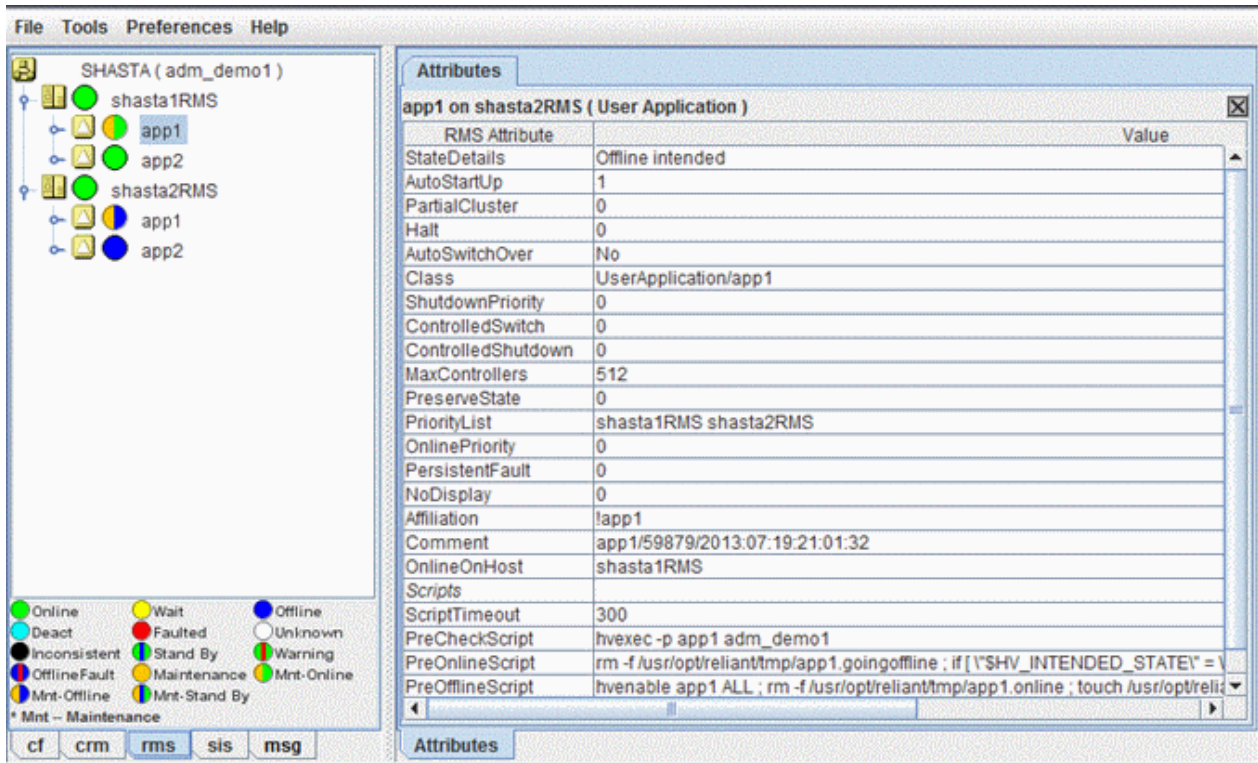 File Tools Preferences Help
SHASTA ( adm_demo1 )
shasta1RMS
app1
app2
shasta2RMS
app1
app2
Online Wait Offline
Deact Faulted Unknown
Inconsistent Stand By Warning
OfflineFault Maintenance Mnt-Online
Mnt-Offline Mnt-Stand By
* Mnt -- Maintenance
cf crm rms sis msg
Attributes
app1 on shasta2RMS ( User Application )
RMS Attribute Value
StateDetails Offline intended
AutoStartUp 1
PartialCluster 0
Halt 0
AutoSwitchOver No
Class UserApplication/app1
ShutdownPriority 0
ControlledSwitch 0
ControlledShutdown 0
MaxControllers 512
PreserveState 0
PriorityList shasta1RMS shasta2RMS
OnlinePriority 0
PersistentFault 0
NoDisplay 0
Affiliation !app1
Comment app1/59879/2013:07:19:21:01:32
OnlineOnHost shasta1RMS
Scripts
ScriptTimeout 300
PreCheckScript hvexec -p app1 adm_demo1
PreOnlineScript rm -f /usr/opt/reliant/tmp/app1.goingoffline ; if [ \"$HV_INTENDED_STATE\" = \
PreOfflineScript hvenable app1 ALL ; rm -f /usr/opt/reliant/tmp/app1.online ; touch /usr/opt/relia
Attributes